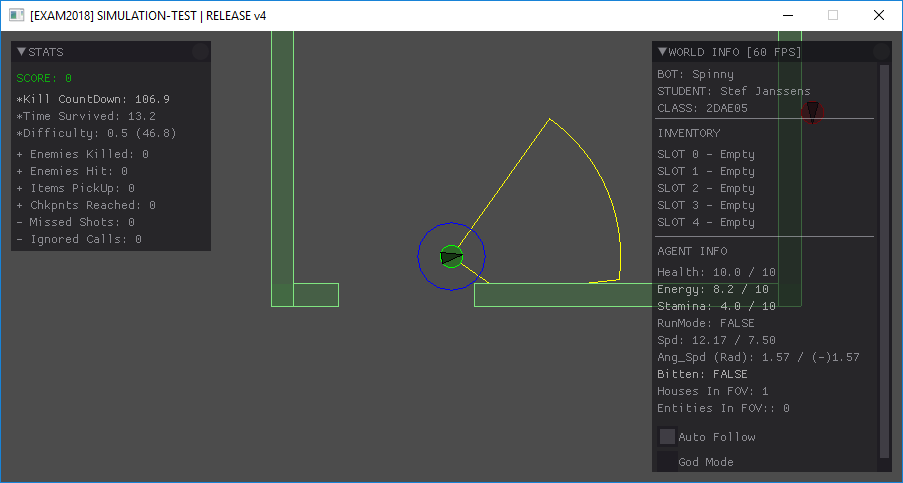 [EXAM2018] SIMULATION-TEST | RELEASE v4
STATS
SCORE: 0
*Kill CountDown: 106.9
*Time Survived: 13.2
*Difficulty: 0.5 (46.8)
+ Enemies Killed: 0
+ Enemies Hit: 0
+ Items PickUp: 0
+ Chkpnts Reached: 0
- Missed Shots: 0
- Ignored Calls: 0
WORLD INFO [60 FPS]
BOT: Spinny
STUDENT: Stef Janssens
CLASS: 2DAE05
INVENTORY
SLOT 0 - Empty
SLOT 1 - Empty
SLOT 2 - Empty
SLOT 3 - Empty
SLOT 4 - Empty
AGENT INFO
Health: 10.0 / 10
Energy: 8.2 / 10
Stamina: 4.0 / 10
RunMode: FALSE
Spd: 12.17 / 7.50
Ang_Spd (Rad): 1.57 / (-)1.57
Bitten: FALSE
Houses In FOV: 1
Entities In FOV:: 0
Auto Follow
God Mode